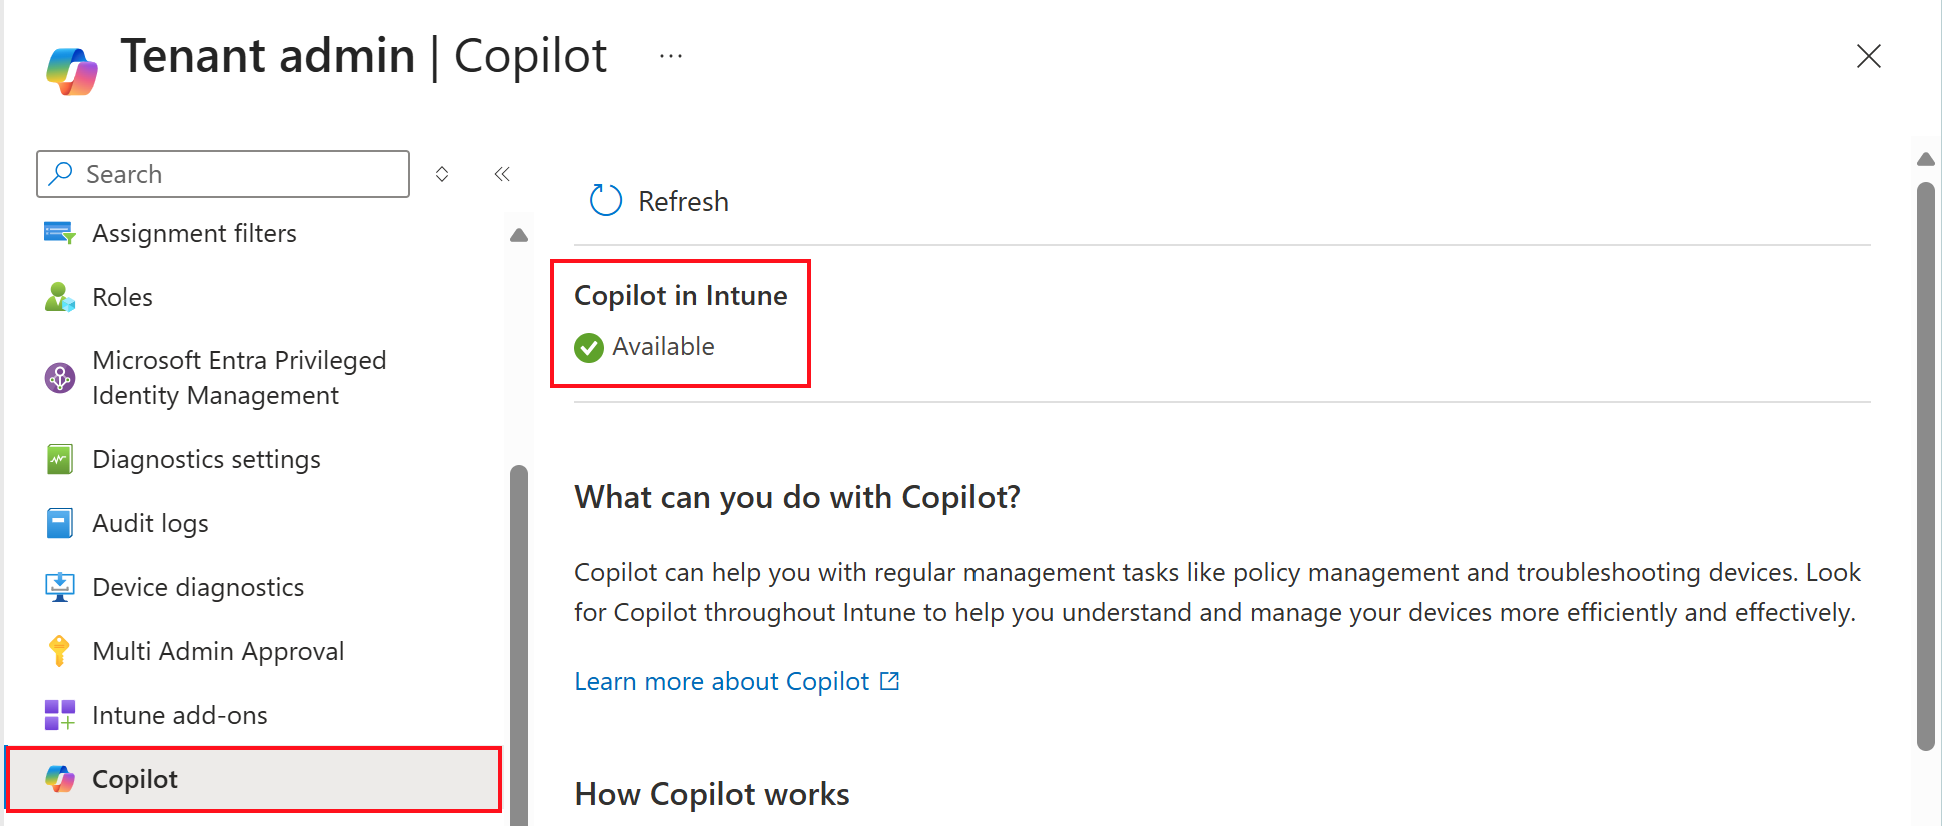 Tenant admin | Copilot ...
Search
Assignment filters
Roles
Microsoft Entra Privileged
Identity Management
Diagnostics settings
Audit logs
Device diagnostics
Multi Admin Approval
Intune add-ons
Copilot
Refresh
Copilot in Intune
Available
What can you do with Copilot?
Copilot can help you with regular management tasks like policy management and troubleshooting devices. Look
for Copilot throughout Intune to help you understand and manage your devices more efficiently and effectively.
Learn more about Copilot
How Copilot works